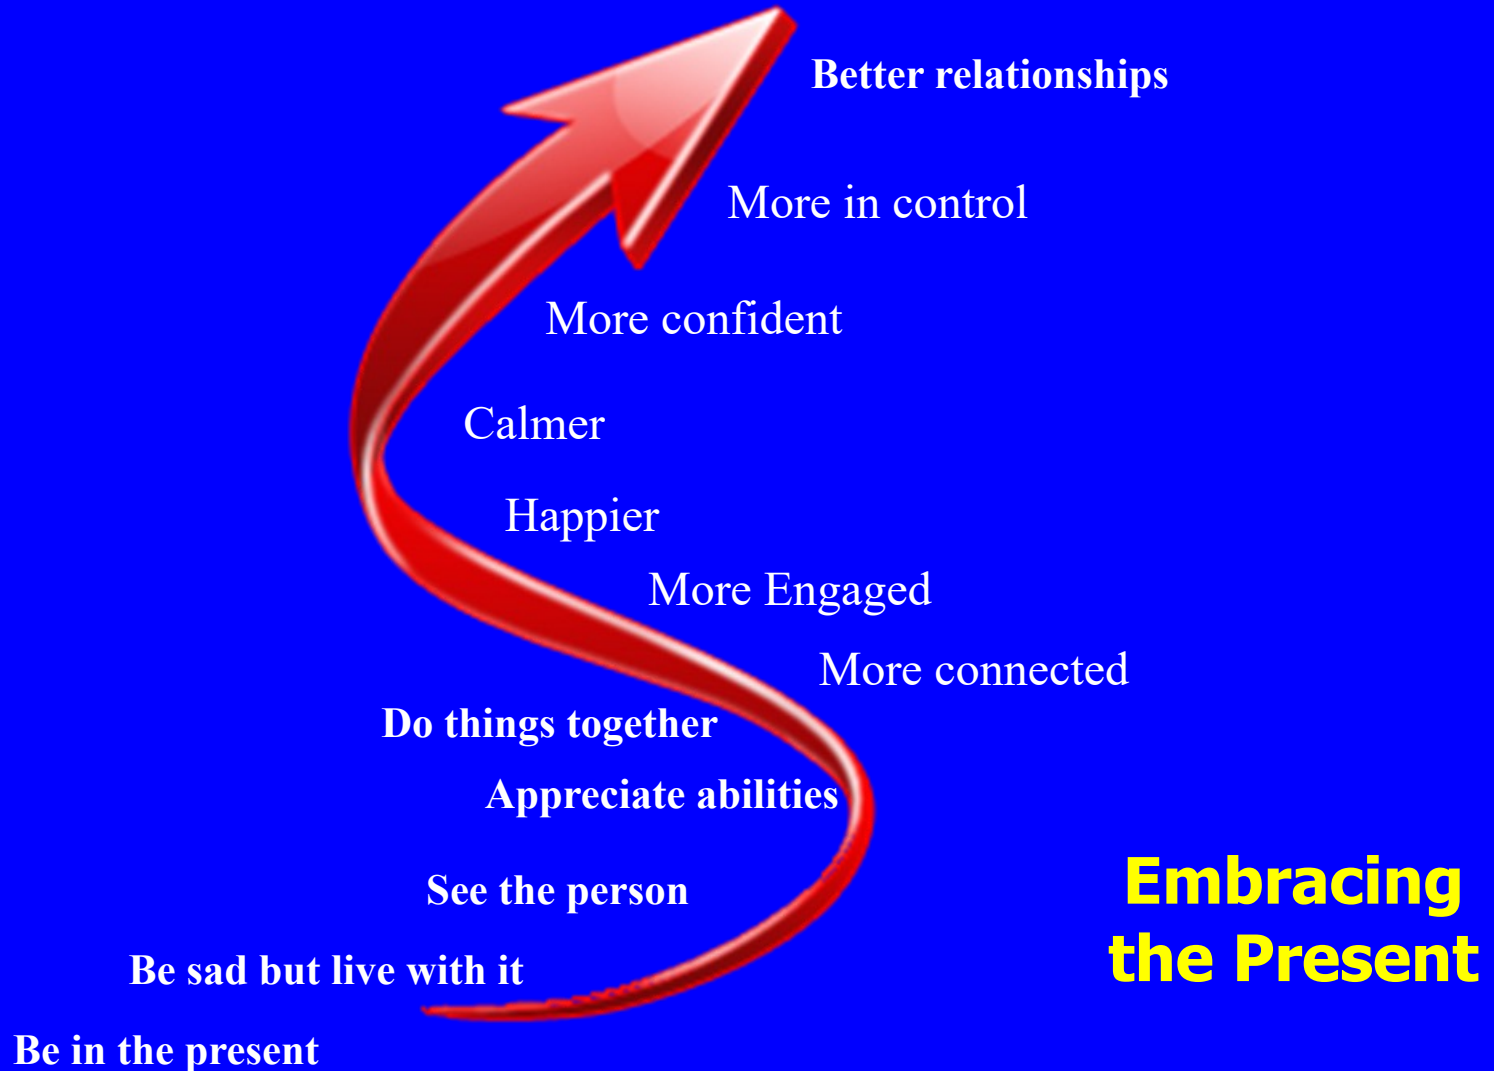 Better relationships
More in control
More confident
Calmer
Happier
More Engaged
More connected
Do things together
Appreciate abilities
See the person
Be sad but live with it
Be in the present
Embracing
the Present